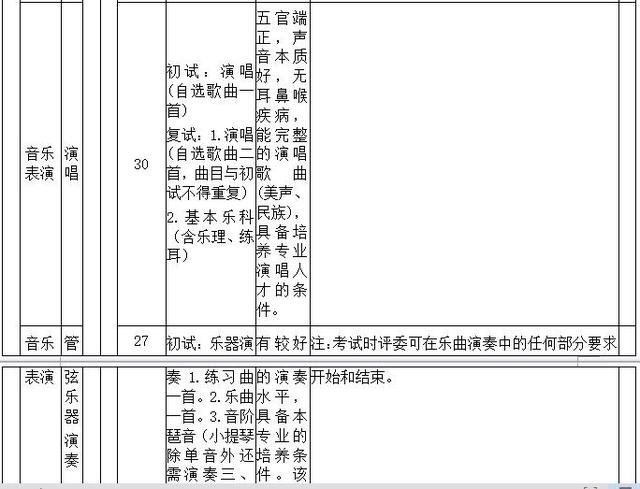 音乐表演
演唱
30
初试：演唱
(自选歌曲一
首)
复试：1.演唱
(自选歌曲二
首，曲目与初
试不得重复)
2.基本乐科
(含乐理、练
耳)
五官端
正，声
音本质
好，无
耳鼻喉
疾病，
能完整
的演唱
歌曲
(美声、
民族)，
具备培
养专业
演唱人
才的条
件。
音乐
管
27
初试：乐器演
有较好
注：考试时评委可在乐曲演奏中的任何部分要求
表演
弦
乐
器
演
奏
奏 1.练习曲
一首。2.乐曲
一首。3.音阶
琶音(小提琴
除单音外还
需演奏三、
的演奏
水平，
具备本
专业的
培养条
件。该
开始和结束。